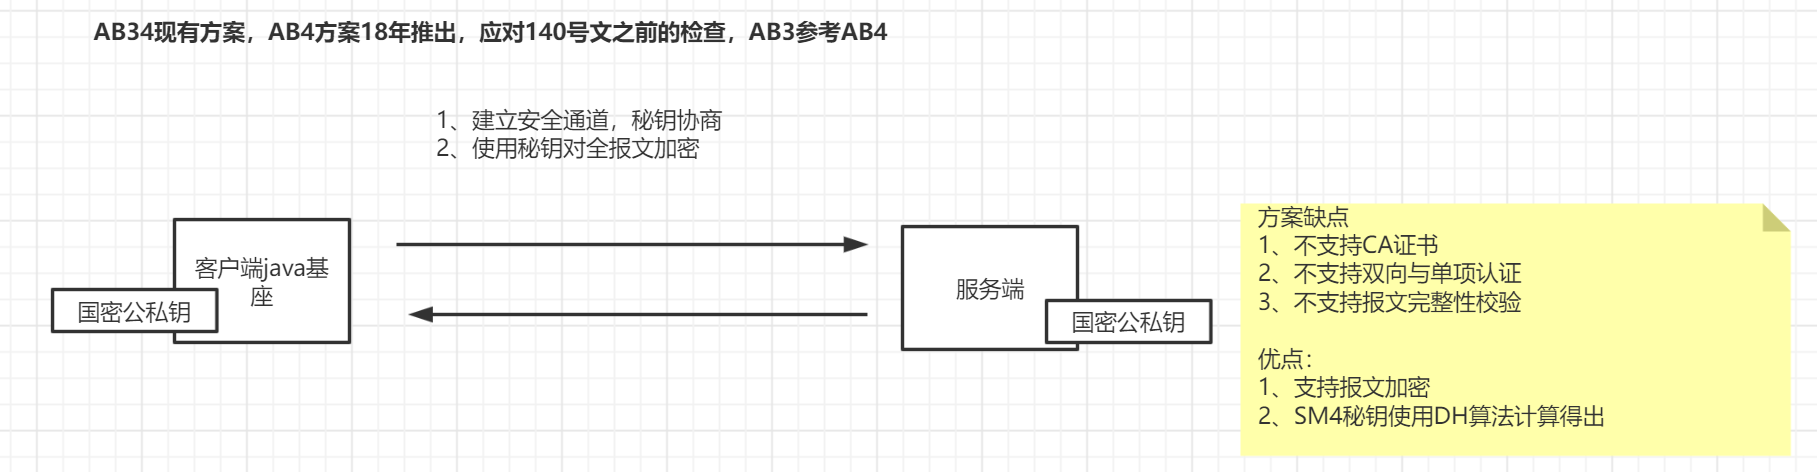 AB34现有方案，AB4方案18年推出，应对140号文之前的检查，AB3参考AB4
1、建立安全通道，秘钥协商
2、使用秘钥对全报文加密
客户端java基
座
国密公私钥
服务端
国密公私钥
方案缺点
1、不支持CA证书
2、不支持双向与单项认证
3、不支持报文完整性校验
优点：
1、支持报文加密
2、SM4秘钥使用DH算法计算得出